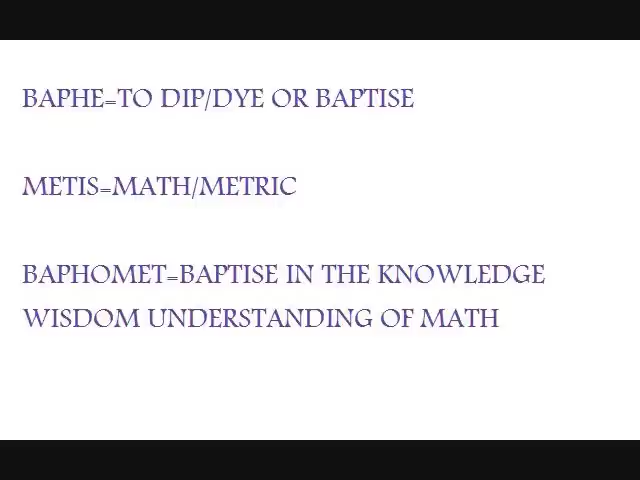 BAPHE=TO DIP/DYE OR BAPTISE
METIS=MATH/METRIC
BAPHOMET=BAPTISE IN THE KNOWLEDGE
WISDOM UNDERSTANDING OF MATH